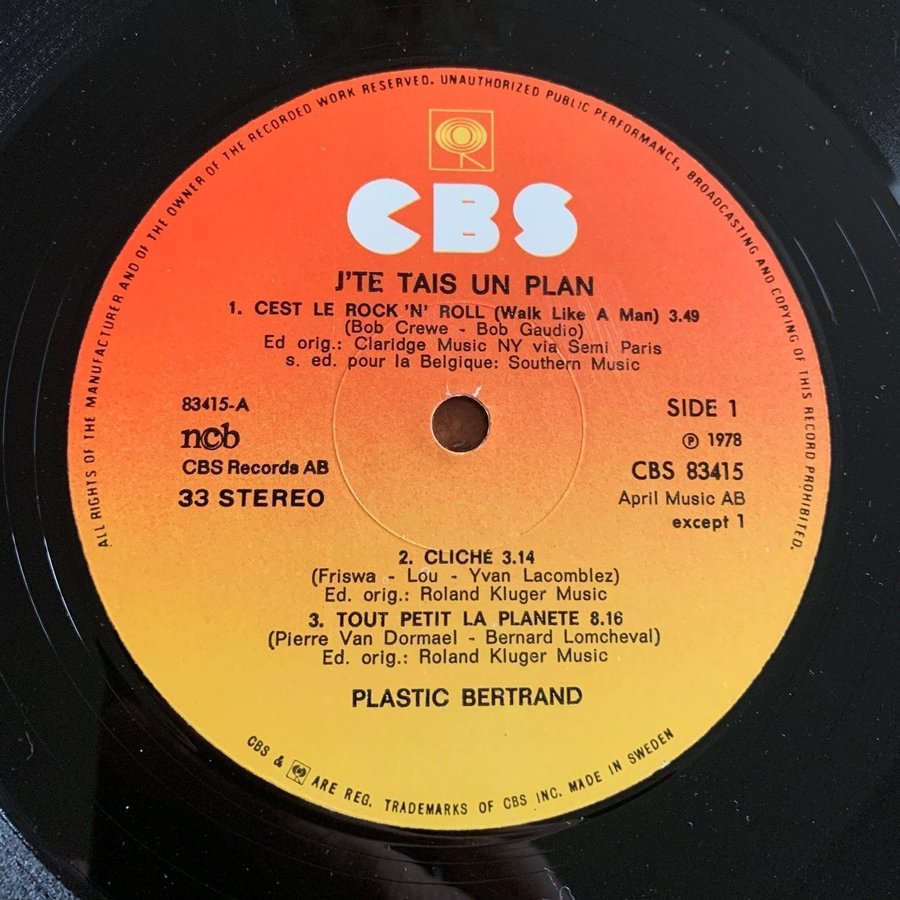 ALL RIGHTS OF THE MANUFACTURER AND OF THE OWNER OF THE RECORDED WORK RESERVED. UNAUTHORIZED PUBLIC PERFORMANCE, BROADCASTING AND COPYING OF THIS RECORD PROHIBITED.
CBS
J'TE TAIS UN PLAN
1. CEST LE ROCK 'N' ROLL (Walk Like A Man) 3.49
(Bob Crewe - Bob Gaudio)
Ed orig.: Claridge Music NY via Semi Paris
s. ed. pour la Belgique: Southern Music
83415-A
ncb
CBS Records AB
33 STEREO
SIDE 1
℗ 1978
CBS 83415
April Music AB
except 1
2. CLICHÉ 3.14
(Friswa - Lou - Yvan Lacomblez)
Ed. orig.: Roland Kluger Music
3. TOUT PETIT LA PLANETE 8.16
(Pierre Van Dormael - Bernard Lomcheval)
Ed. orig.: Roland Kluger Music
PLASTIC BERTRAND
CBS & ARE REG. TRADEMARKS OF CBS INC. MADE IN SWEDEN